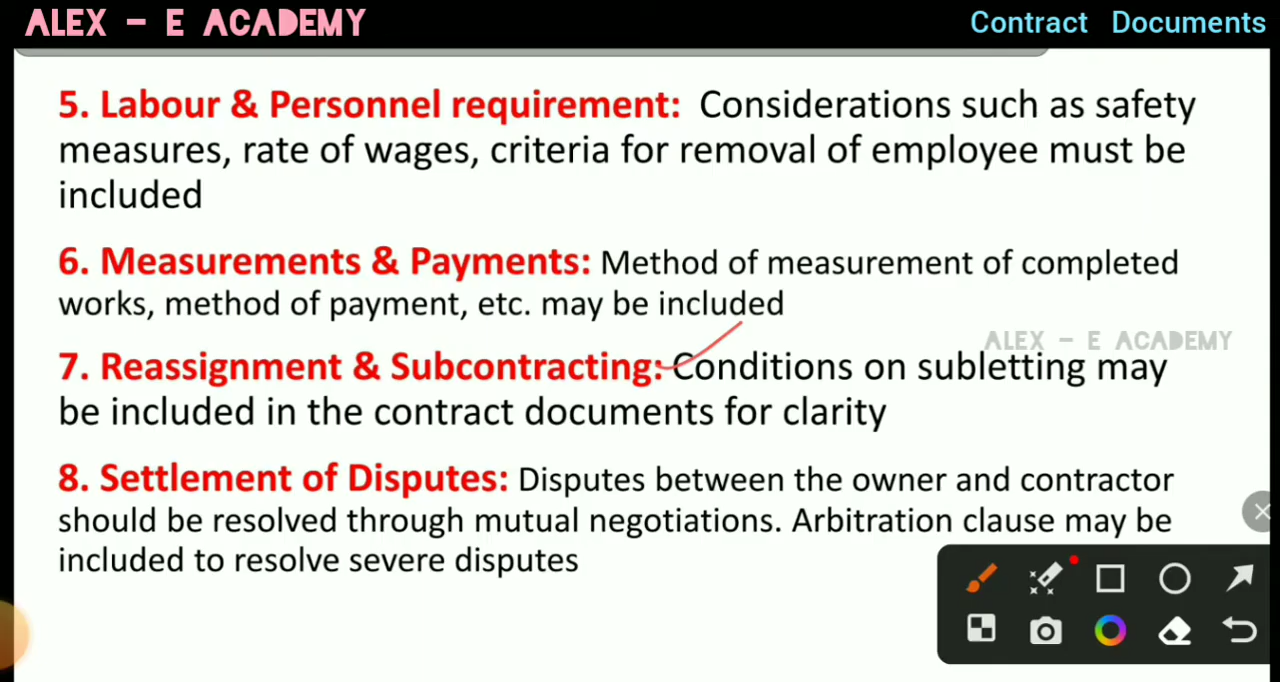 ALEX - E ACADEMY
Contract Documents
5. Labour & Personnel requirement: Considerations such as safety
measures, rate of wages, criteria for removal of employee must be
included
6. Measurements & Payments: Method of measurement of completed
works, method of payment, etc. may be included
ALEX - E ACADEMY
7. Reassignment & Subcontracting: Conditions on subletting may
be included in the contract documents for clarity
8. Settlement of Disputes: Disputes between the owner and contractor
should be resolved through mutual negotiations. Arbitration clause may be
included to resolve severe disputes